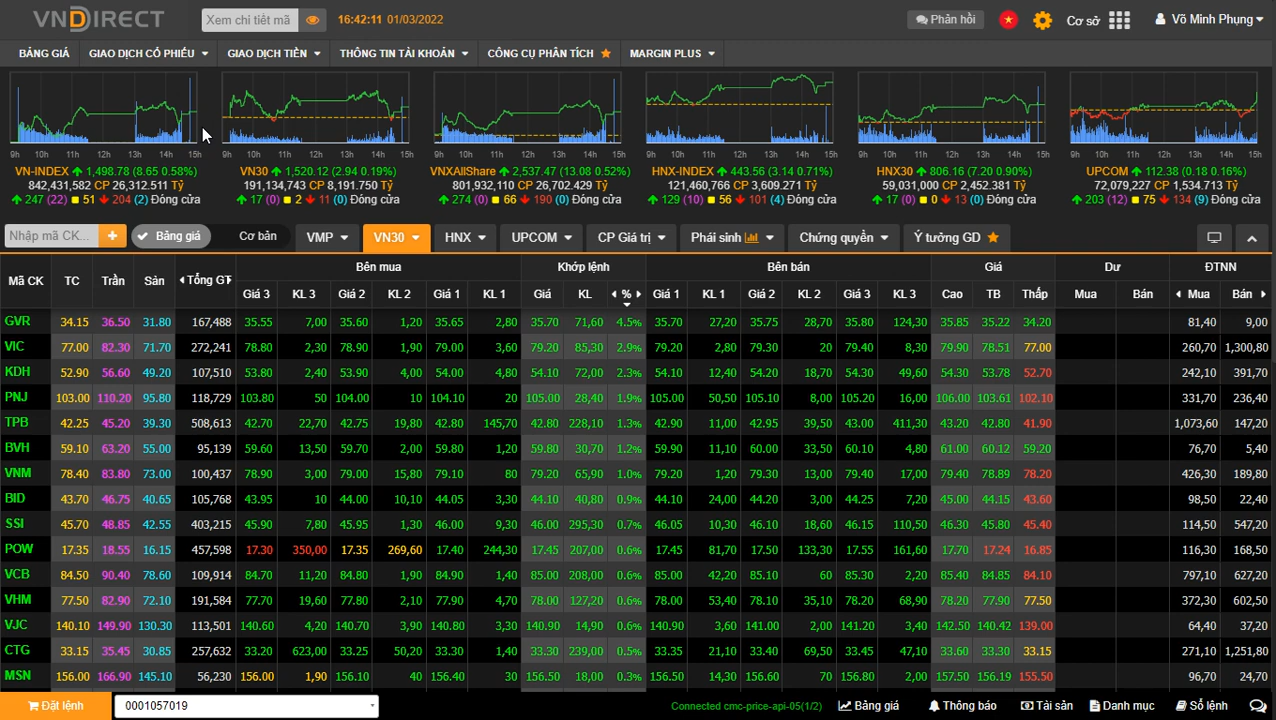 VNDIRECT Xem chi tiết mã 16:42:11 01/03/2022 Phản hồi Cơ sở Võ Minh Phụng
BẢNG GIÁ GIAO DỊCH CỔ PHIẾU GIAO DỊCH TIỀN THÔNG TIN TÀI KHOẢN CÔNG CỤ PHÂN TÍCH MARGIN PLUS
9h 10h 11h 12h 13h 14h 15h 9h 10h 11h 12h 13h 14h 15h 9h 10h 11h 12h 13h 14h 15h 9h 10h 11h 12h 13h 14h 15h 9h 10h 11h 12h 13h 14h 15h 9h 10h 11h 12h 13h 14h 15h
VN-INDEX 1,498.78 (8.65 0.58%) VN30 1,520.12 (2.94 0.19%) VNXAllShare 2,537.47 (13.08 0.52%) HNX-INDEX 443.56 (3.14 0.71%) HNX30 806.16 (7.20 0.90%) UPCOM 112.38 (0.18 0.16%)
842,431,582 CP 26,312.511 Tỷ 191,134,743 CP 8,191.750 Tỷ 801,932,110 CP 26,702.429 Tỷ 121,460,766 CP 3,609.271 Tỷ 59,031,000 CP 2,452.381 Tỷ 72,079,227 CP 1,534.713 Tỷ
247 (22) 51 204 (2) Đóng cửa 17 (0) 2 11 (0) Đóng cửa 274 (0) 66 190 (0) Đóng cửa 129 (10) 56 101 (4) Đóng cửa 17 (0) 0 13 (0) Đóng cửa 203 (12) 75 134 (9) Đóng cửa
Nhập mã CK... + Bảng giá Cơ bản VMP VN30 HNX UPCOM CP Giá trị Phái sinh Chứng quyền Ý tưởng GD
Mã CK TC Trần Sàn Tổng GT Bên mua Khớp lệnh Bên bán Giá Dư ĐTNN
Giá 3 KL 3 Giá 2 KL 2 Giá 1 KL 1 Giá KL % Giá 1 KL 1 Giá 2 KL 2 Giá 3 KL 3 Cao TB Thấp Mua Bán Mua Bán
GVR 34.15 36.50 31.80 167,488 35.55 7,00 35.60 1,20 35.65 2,80 35.70 71,60 4.5% 35.70 27,20 35.75 28,70 35.80 124,30 35.85 35.22 34.20 81,40 9,00
VIC 77.00 82.30 71.70 272,241 78.80 2,30 78.90 1,90 79.00 3,60 79.20 85,30 2.9% 79.20 2,80 79.30 20 79.40 8,30 79.90 78.51 77.00 260,70 1,300,80
KDH 52.90 56.60 49.20 107,510 53.80 2,40 53.90 4,00 54.00 4,80 54.10 72,00 2.3% 54.10 12,40 54.20 18,70 54.30 49,60 54.30 53.78 52.70 242,10 391,70
PNJ 103.00 110.20 95.80 118,729 103.80 50 104.00 10 104.10 20 105.00 28,40 1.9% 105.00 50,50 105.10 8,00 105.20 16,00 106.00 103.61 102.10 331,70 236,40
TPB 42.25 45.20 39.30 508,613 42.70 22,70 42.75 19,80 42.80 145,70 42.80 228,10 1.3% 42.90 11,00 42.95 39,50 43.00 411,30 43.20 42.80 41.90 1,073,60 147,20
BVH 59.10 63.20 55.00 95,139 59.60 13,50 59.70 2,00 59.80 1,20 59.80 30,70 1.2% 59.90 11,10 60.00 33,50 60.10 4,80 61.00 60.12 59.20 76,70 5,40
VNM 78.40 83.80 73.00 100,437 78.90 3,00 79.00 15,80 79.10 80 79.20 65,90 1.0% 79.20 1,20 79.30 13,00 79.40 17,00 79.40 78.89 78.20 426,30 189,80
BID 43.70 46.75 40.65 105,768 43.95 10 44.00 10,10 44.05 3,30 44.10 40,80 0.9% 44.10 24,00 44.20 3,00 44.25 7,20 45.00 44.15 43.60 98,50 22,40
SSI 45.70 48.85 42.55 403,215 45.90 7,80 45.95 1,30 46.00 9,30 46.00 295,30 0.7% 46.05 10,30 46.10 18,60 46.15 110,50 46.30 45.80 45.40 114,50 547,20
POW 17.35 18.55 16.15 457,598 17.30 350,00 17.35 269,60 17.40 244,30 17.45 207,00 0.6% 17.45 81,70 17.50 133,30 17.55 161,60 17.70 17.24 16.85 116,30 168,50
VCB 84.50 90.40 78.60 109,914 84.70 11,20 84.80 1,90 84.90 1,40 85.00 208,00 0.6% 85.00 42,20 85.10 60 85.30 2,20 85.40 84.85 84.10 797,10 627,20
VHM 77.50 82.90 72.10 191,584 77.70 19,60 77.80 2,10 77.90 4,70 78.00 127,20 0.6% 78.00 53,40 78.10 35,10 78.20 68,90 78.20 77.90 77.50 372,30 602,50
VJC 140.10 149.90 130.30 113,501 140.60 4,20 140.70 3,90 140.80 3,30 140.90 14,90 0.6% 140.90 3,60 141.00 2,00 141.20 3,40 142.50 140.42 139.00 64,40 37,20
CTG 33.15 35.45 30.85 257,632 33.20 623,00 33.25 50,20 33.30 1,40 33.30 239,00 0.5% 33.35 21,10 33.40 69,50 33.45 47,10 33.60 33.30 33.15 271,10 1,251,80
MSN 156.00 166.90 145.10 56,230 156.00 1,90 156.10 40 156.40 30 156.50 18,00 0.3% 156.50 14,30 156.60 70 156.80 2,00 157.50 156.19 155.50 90,70 24,70
Đặt lệnh 0001057019 Connected cmc-price-api-05(1/2) Bảng giá Thông báo Tài sản Danh mục Sổ lệnh